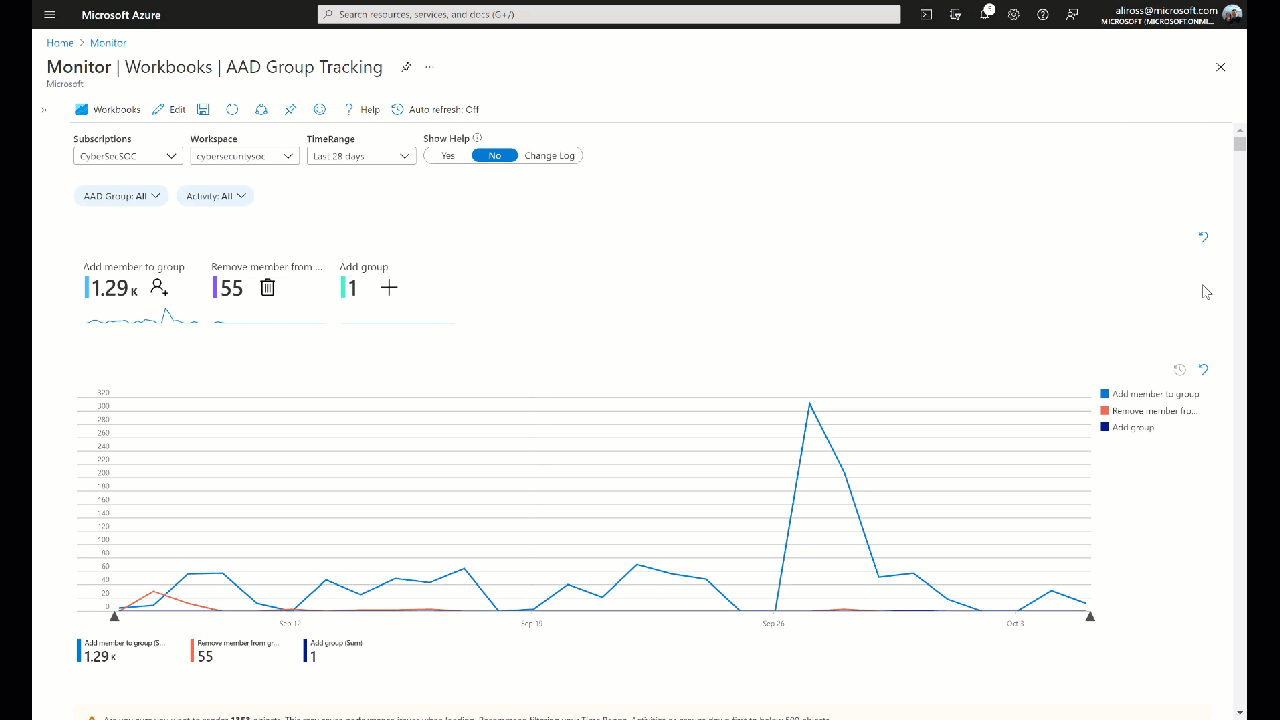 Microsoft Azure
Search resources, services, and docs (G+/)
aliross@microsoft.com
MICROSOFT (MICROSOFT.ONMI...
Home > Monitor
Monitor | Workbooks | AAD Group Tracking
Microsoft
Workbooks Edit Help Auto refresh: Off
Subscriptions Workspace TimeRange Show Help
CyberSecSOC cybersecuritysoc Last 28 days Yes No Change Log
AAD Group: All Activity: All
Add member to group Remove member from ... Add group
1.29 K 55 1
320
300
280
260
240
220
200
180
160
140
120
100
80
60
40
20
0
Sep 12 Sep 19 Sep 26 Oct 3
Add member to group
Remove member fro...
Add group
Add member to group (S... Remove member from gr... Add group (Sum)
1.29 K 55 1